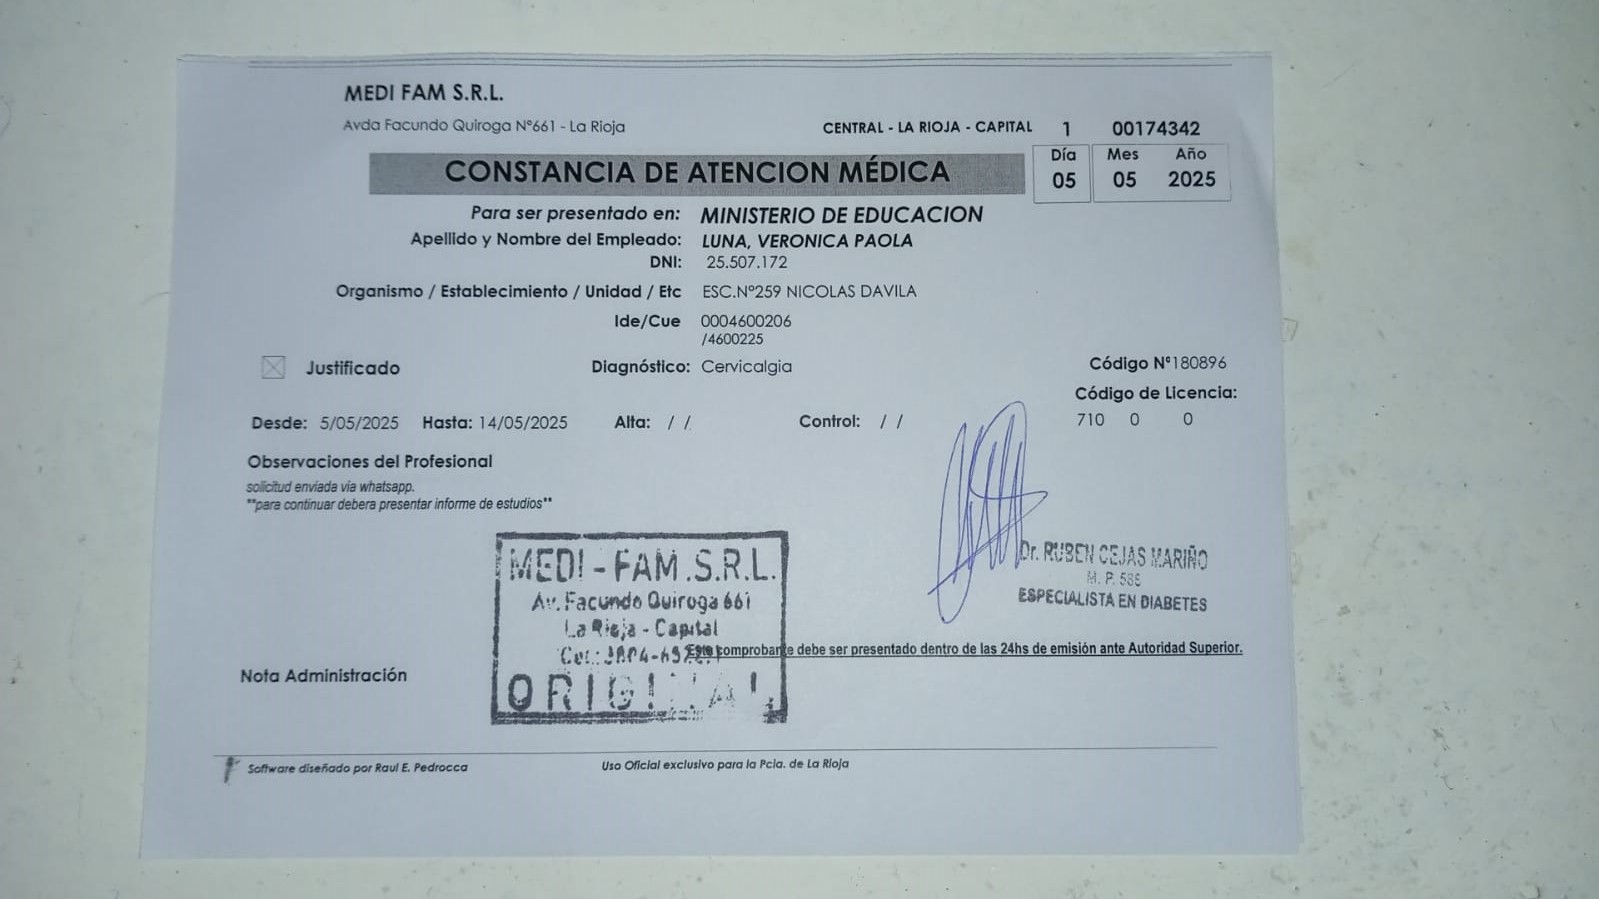 MEDI FAM S.R.L.
Avda Facundo Quiroga Nº661 - La Rioja
CENTRAL - LA RIOJA - CAPITAL 1 00174342
CONSTANCIA DE ATENCION MÉDICA
Día Mes Año
05 05 2025
Para ser presentado en: MINISTERIO DE EDUCACION
Apellido y Nombre del Empleado: LUNA, VERONICA PAOLA
DNI: 25.507.172
Organismo / Establecimiento / Unidad / Etc ESC.Nº259 NICOLAS DAVILA
Ide/Cue 0004600206
/4600225
Justificado Diagnóstico: Cervicalgia Código Nº180896
Código de Licencia:
710 0 0
Desde: 5/05/2025 Hasta: 14/05/2025 Alta: / / Control: / /
Observaciones del Profesional
solicitud enviada via whatsapp.
**para continuar debera presentar informe de estudios**
MEDI-FAM.S.R.L.
Av. Facundo Quiroga 661
La Rioja - Capital
ORIGINAL
Dr. RUBEN CEJAS MARIÑO
M. P. 586
ESPECIALISTA EN DIABETES
Este comprobante debe ser presentado dentro de las 24hs de emisión ante Autoridad Superior.
Nota Administración
Software diseñado por Raul E. Pedrocca
Uso Oficial exclusivo para la Pcia. de La Rioja